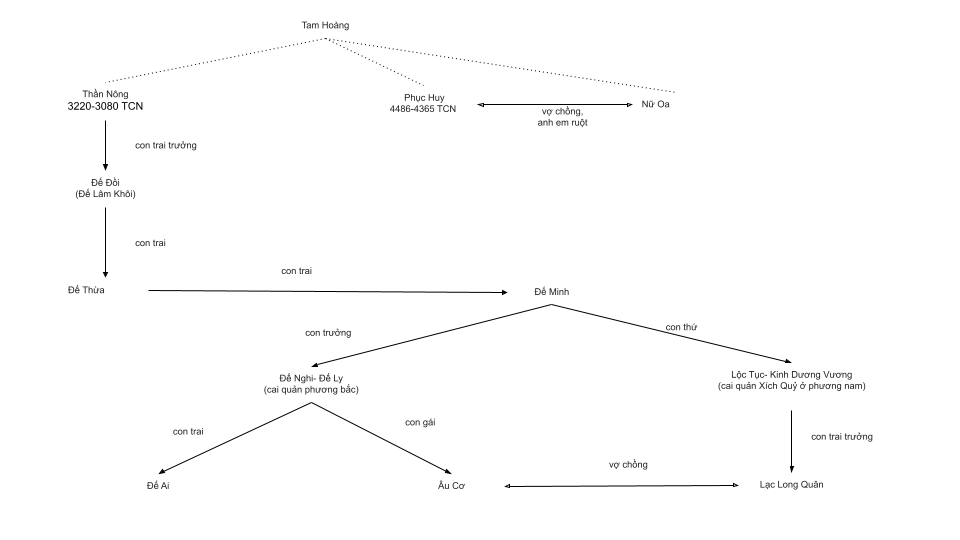 Tam Hoàng
Thần Nông
3220-3080 TCN
Phục Huy
4486-4365 TCN
vợ chồng,
anh em ruột
Nữ Oa
con trai trưởng
Đế Đồi
(Đế Lâm Khôi)
con trai
Đế Thừa
con trai
Đế Minh
con trưởng
con thứ
Đế Nghi- Đế Ly
(cai quản phương bắc)
Lộc Tục- Kinh Dương Vương
(cai quản Xích Quỷ ở phương nam)
con trai
con gái
con trai trưởng
Đế Ai
Âu Cơ
vợ chồng
Lạc Long Quân